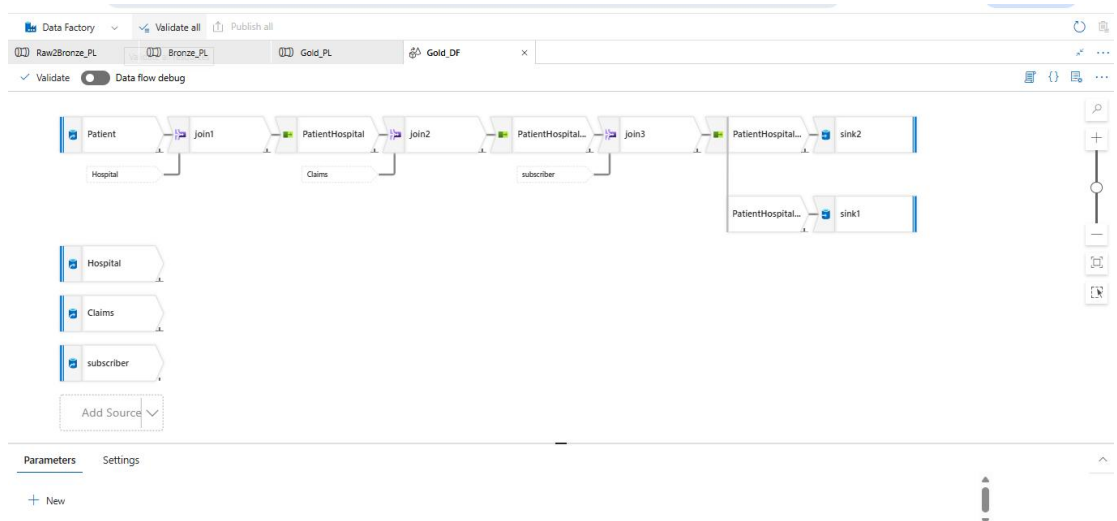 Data Factory Validate all Publish all
Raw2Bronze_PL Bronze_PL Gold_PL Gold_DF
Validate Data flow debug
Patient join1 PatientHospital join2 PatientHospital... join3 PatientHospital... sink2
Hospital Claims subscriber
PatientHospital... sink1
Hospital
Claims
subscriber
Add Source
Parameters Settings
New